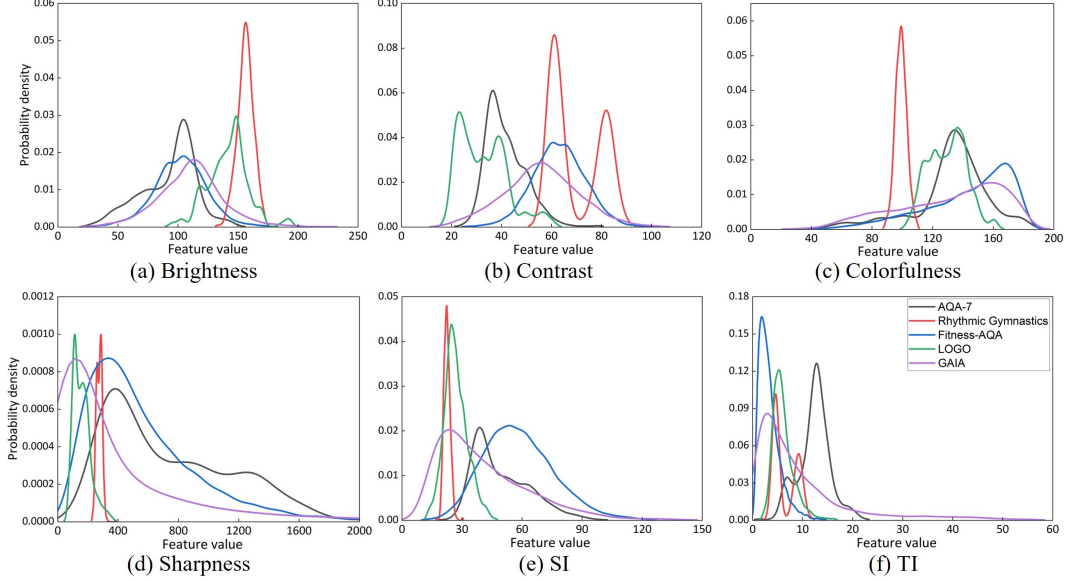 0.06
0.05
0.04
0.03
0.02
0.01
0.00
Probability density
0 50 100 150 200 250
Feature value
(a) Brightness
0.10
0.08
0.06
0.04
0.02
0.00
0 20 40 60 80 100 120
Feature value
(b) Contrast
0.06
0.05
0.04
0.03
0.02
0.01
0.00
0 40 80 120 160 200
Feature value
(c) Colorfulness
0.0012
0.0010
0.0008
0.0006
0.0004
0.0002
0.0000
Probability density
0 400 800 1200 1600 2000
Feature value
(d) Sharpness
0.05
0.04
0.03
0.02
0.01
0.00
0 30 60 90 120 150
Feature value
(e) SI
0.18
0.15
0.12
0.09
0.06
0.03
0.00
0 10 20 30 40 50 60
Feature value
(f) TI
AQA-7
Rhythmic Gymnastics
Fitness-AQA
LOGO
GAIA